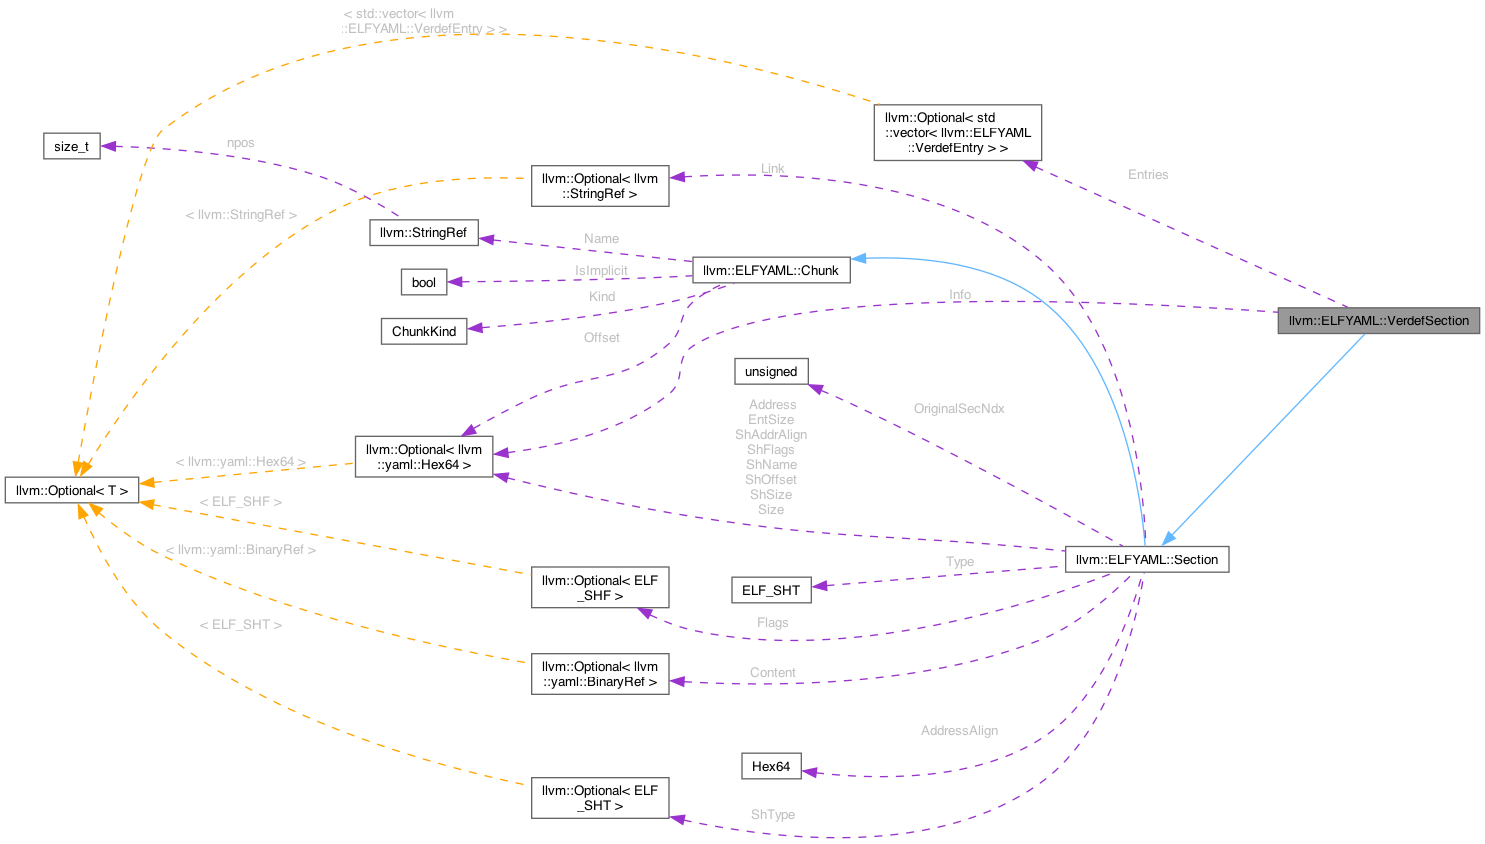 < std::vector< llvm
::ELFYAML::VerdefEntry > >
llvm::Optional< std
::vector< llvm::ELFYAML
::VerdefEntry > >
size_t
npos
Link
Entries
llvm::Optional< llvm
::StringRef >
< llvm::StringRef >
llvm::StringRef
Name
llvm::ELFYAML::Chunk
IsImplicit
bool
Kind
Info
ChunkKind
Offset
llvm::ELFYAML::VerdefSection
unsigned
OriginalSecNdx
Address
EntSize
ShAddrAlign
ShFlags
ShName
ShOffset
ShSize
Size
llvm::Optional< llvm
::yaml::Hex64 >
< llvm::yaml::Hex64 >
llvm::Optional< T >
< ELF_SHF >
< llvm::yaml::BinaryRef >
llvm::ELFYAML::Section
Type
ELF_SHT
llvm::Optional< ELF
_SHF >
Flags
< ELF_SHT >
llvm::Optional< llvm
::yaml::BinaryRef >
Content
AddressAlign
Hex64
llvm::Optional< ELF
_SHT >
ShType